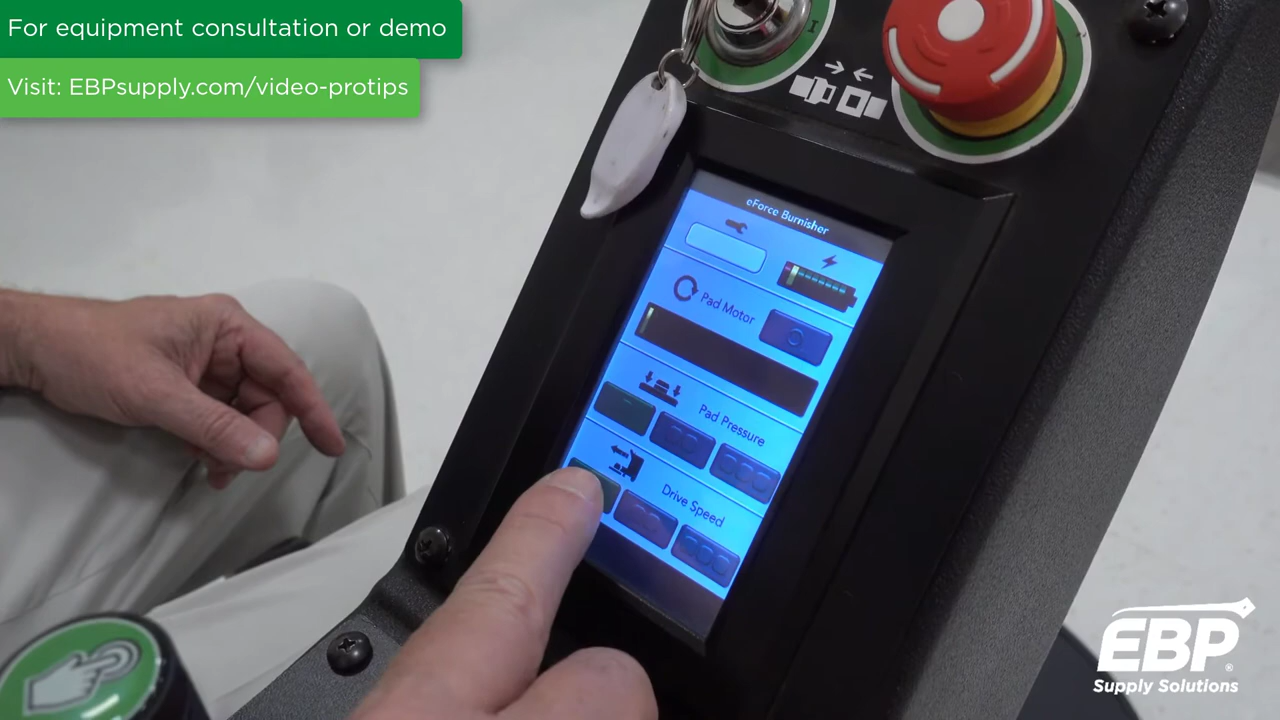 For equipment consultation or demo
Visit: EBPsupply.com/video-protips
I
eForce Burnisher
Pad Motor
Pad Pressure
Drive Speed
EBP®
Supply Solutions